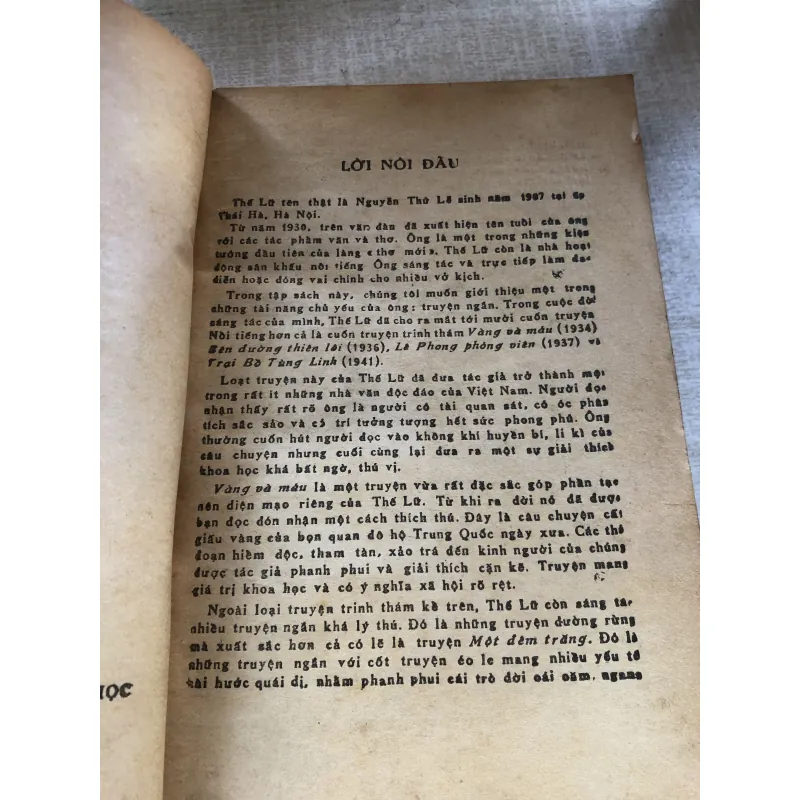 LỜI NÓI ĐẦU
Thế Lữ tên thật là Nguyễn Thứ Lễ sinh năm 1907 tại ấp
Thái Hà, Hà Nội.
Từ năm 1930, trên văn đàn đã xuất hiện tên tuổi của ông
với các tác phẩm văn và thơ. Ông là một trong những kiện
tướng đầu tiên của làng « thơ mới ». Thế Lữ còn là nhà hoạt
động sân khấu nổi tiếng Ông sáng tác và trực tiếp làm đạo
diễn hoặc đóng vai chính cho nhiều vở kịch.
Trong tập sách này, chúng tôi muốn giới thiệu một trong
những tài năng chủ yếu của ông: truyện ngắn. Trong cuộc đời
sáng tác của mình, Thế Lữ đã cho ra mắt tới mười cuốn truyện
Nổi tiếng hơn cả là cuốn truyện trinh thám Vàng và máu (1934)
Bên đường thiên lôi (1936), Lê Phong phóng viên (1937) và
Trại Bồ Tùng Linh (1941).
Loạt truyện này của Thế Lữ đã đưa tác giả trở thành một
trong rất ít những nhà văn độc đáo của Việt Nam. Người đọc
nhận thấy rất rõ ông là người có tài quan sát, có óc phân
tích sắc sảo và có trí tưởng tượng hết sức phong phú. Ông
thường cuốn hút người đọc vào không khí huyền bí, li kì của
câu chuyện nhưng cuối cùng lại đưa ra một sự giải thích
khoa học khá bất ngờ, thú vị.
Vàng và máu là một truyện vừa rất đặc sắc góp phần tạo
nên diện mạo riêng của Thế Lữ. Từ khi ra đời nó đã được
bạn đọc đón nhận một cách thích thú. Đây là câu chuyện cất
giấu vàng của bọn quan đô hộ Trung Quốc ngày xưa. Các thủ
đoạn hiểm độc, tham tàn, xảo trá đến kinh người của chúng
được tác giả phanh phui và giải thích cặn kẽ. Truyện mang
giá trị khoa học và có ý nghĩa xã hội rõ rệt.
Ngoài loại truyện trinh thám kể trên, Thế Lữ còn sáng tác
nhiều truyện ngắn khá lý thú. Đó là những truyện đường rừng
mà xuất sắc hơn cả có lẽ là truyện Một đêm trăng. Đó là
những truyện ngắn với cốt truyện éo le mang nhiều yếu tố
hài hước quái dị, nhằm phanh phui cái trò đời oái oăm, ngang
HỌC